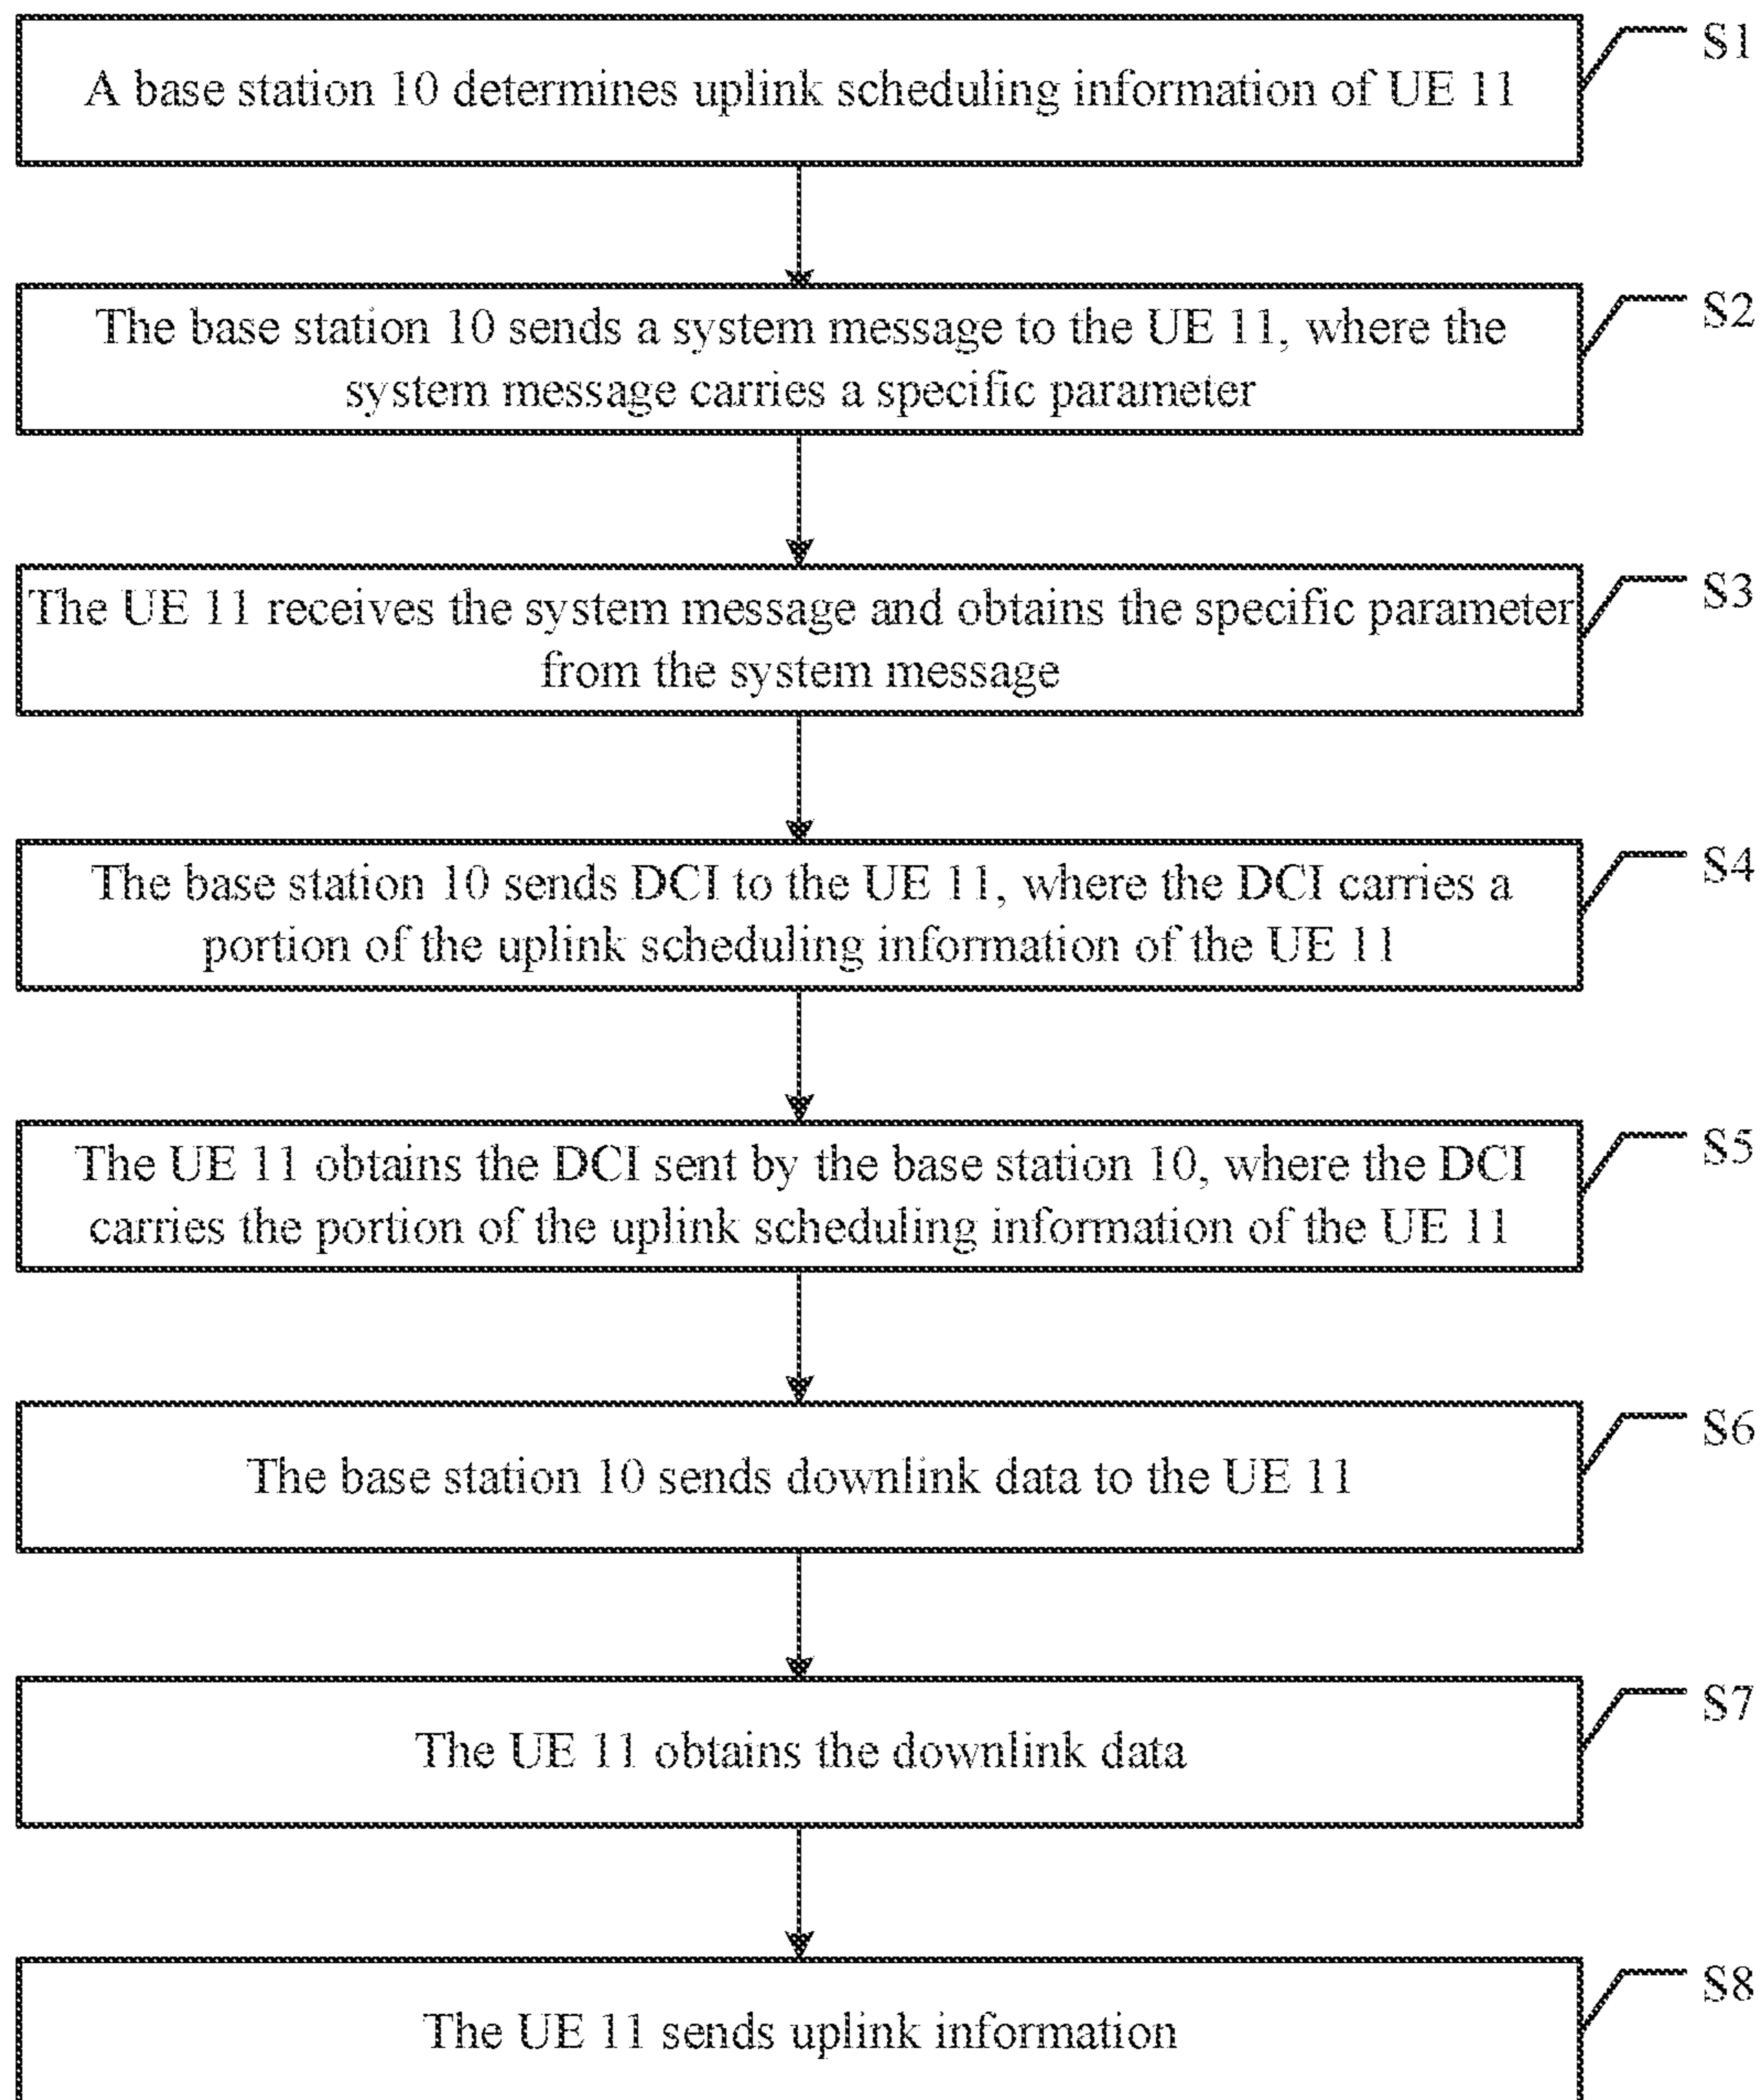 A base station 10 determines uplink scheduling information of UE 11
S1
The base station 10 sends a system message to the UE 11, where the
system message carries a specific parameter
S2
The UE 11 receives the system message and obtains the specific parameter
from the system message
S3
The base station 10 sends DCI to the UE 11, where the DCI carries a
portion of the uplink scheduling information of the UE 11
S4
The UE 11 obtains the DCI sent by the base station 10, where the DCI
carries the portion of the uplink scheduling information of the UE 11
S5
The base station 10 sends downlink data to the UE 11
S6
The UE 11 obtains the downlink data
S7
The UE 11 sends uplink information
S8